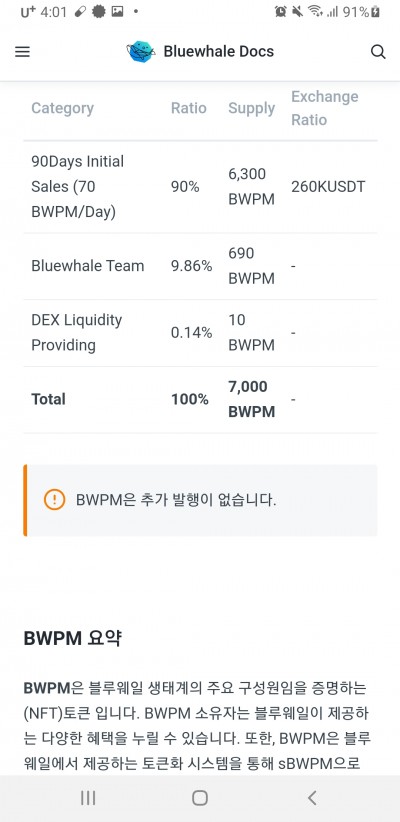 U+ 4:01 91%
Bluewhale Docs
Category Ratio Supply Exchange Ratio
90Days Initial Sales (70 BWPM/Day) 90% 6,300 BWPM 260KUSDT
Bluewhale Team 9.86% 690 BWPM -
DEX Liquidity Providing 0.14% 10 BWPM -
Total 100% 7,000 BWPM -
BWPM은 추가 발행이 없습니다.
BWPM 요약
BWPM은 블루웨일 생태계의 주요 구성원임을 증명하는
(NFT)토큰 입니다. BWPM 소유자는 블루웨일이 제공하
는 다양한 혜택을 누릴 수 있습니다. 또한, BWPM은 블루
웨일에서 제공하는 토큰화 시스템을 통해 sBWPM으로